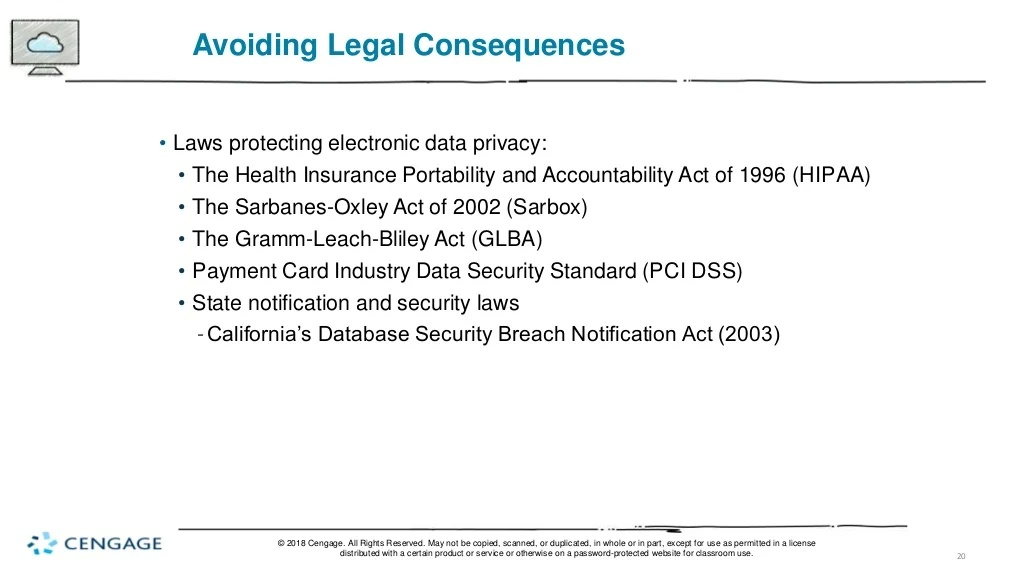 Avoiding Legal Consequences
• Laws protecting electronic data privacy:
• The Health Insurance Portability and Accountability Act of 1996 (HIPAA)
• The Sarbanes-Oxley Act of 2002 (Sarbox)
• The Gramm-Leach-Bliley Act (GLBA)
• Payment Card Industry Data Security Standard (PCI DSS)
• State notification and security laws
- California’s Database Security Breach Notification Act (2003)
CENGAGE
© 2018 Cengage. All Rights Reserved. May not be copied, scanned, or duplicated, in whole or in part, except for use as permitted in a license
distributed with a certain product or service or otherwise on a password-protected website for classroom use.
20